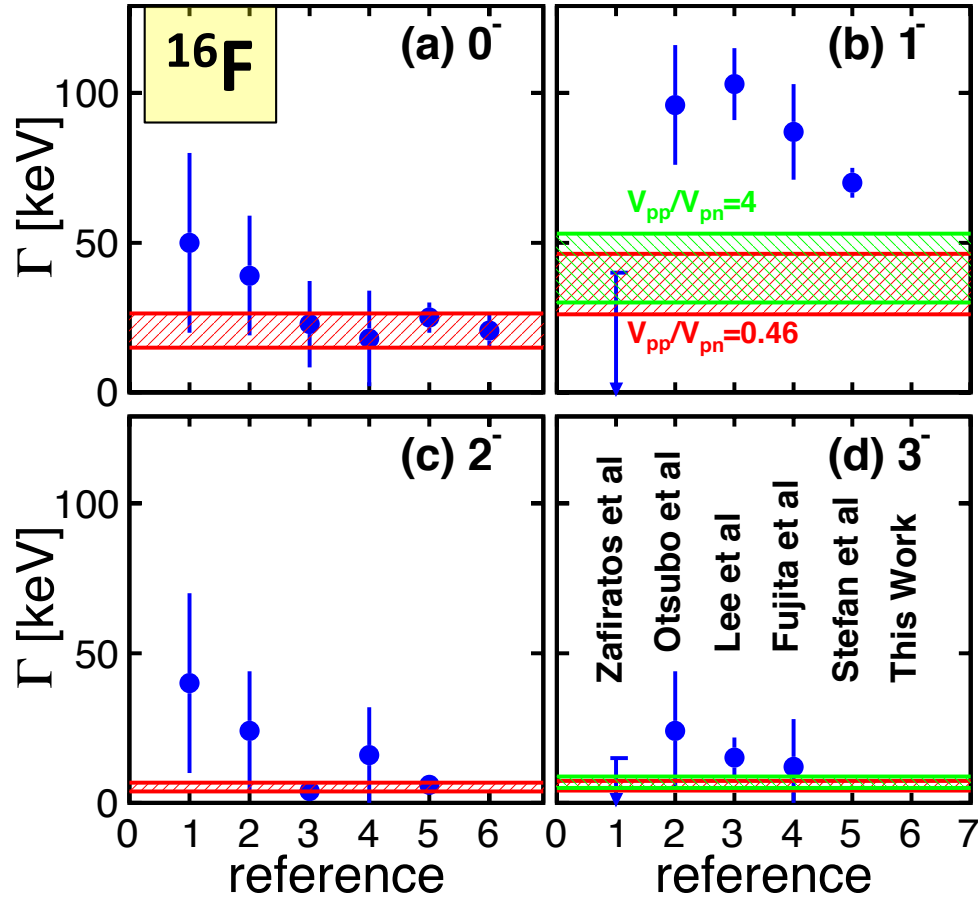 ¹⁶F
(a) 0⁻
(b) 1⁻
Γ [keV]
100
50
0
V_pp/V_pn=4
V_pp/V_pn=0.46
(c) 2⁻
(d) 3⁻
Γ [keV]
100
50
0
Zafiratos et al
Otsubo et al
Lee et al
Fujita et al
Stefan et al
This Work
0 1 2 3 4 5 6
0 1 2 3 4 5 6 7
reference
reference